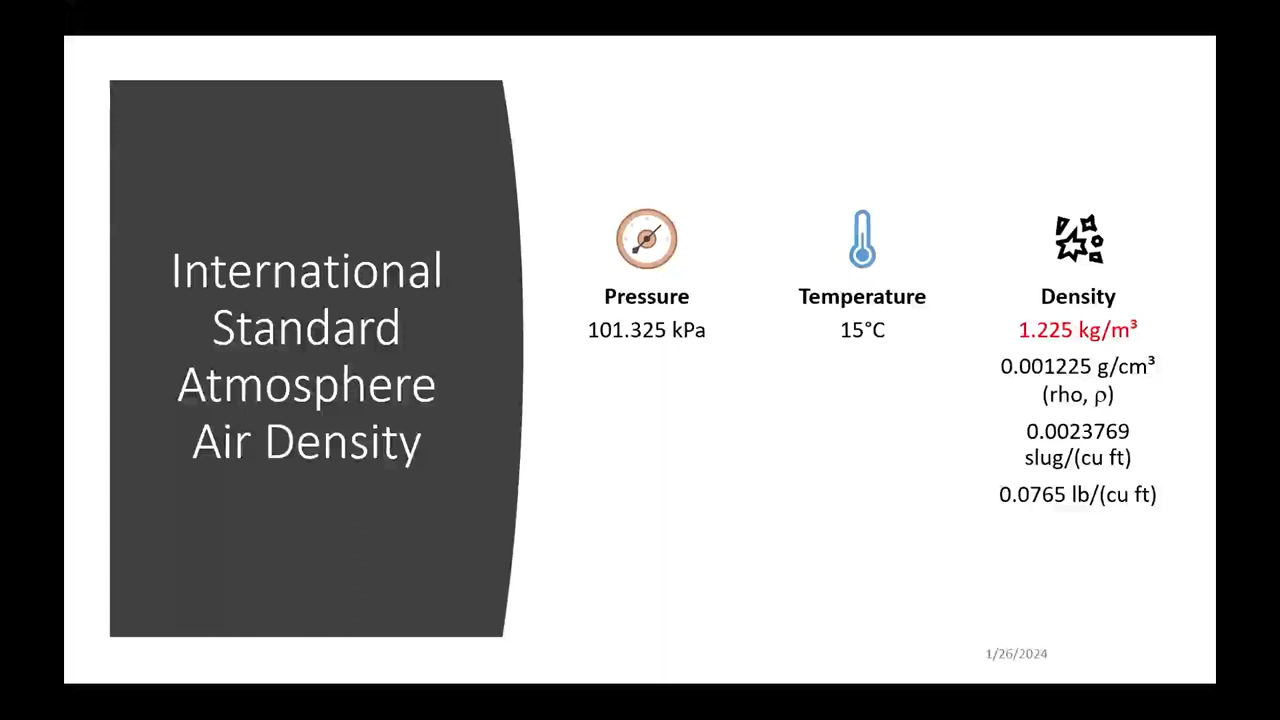 International
Standard
Atmosphere
Air Density
Pressure
101.325 kPa
Temperature
15°C
Density
1.225 kg/m³
0.001225 g/cm³
(rho, ρ)
0.0023769
slug/(cu ft)
0.0765 lb/(cu ft)
1/26/2024